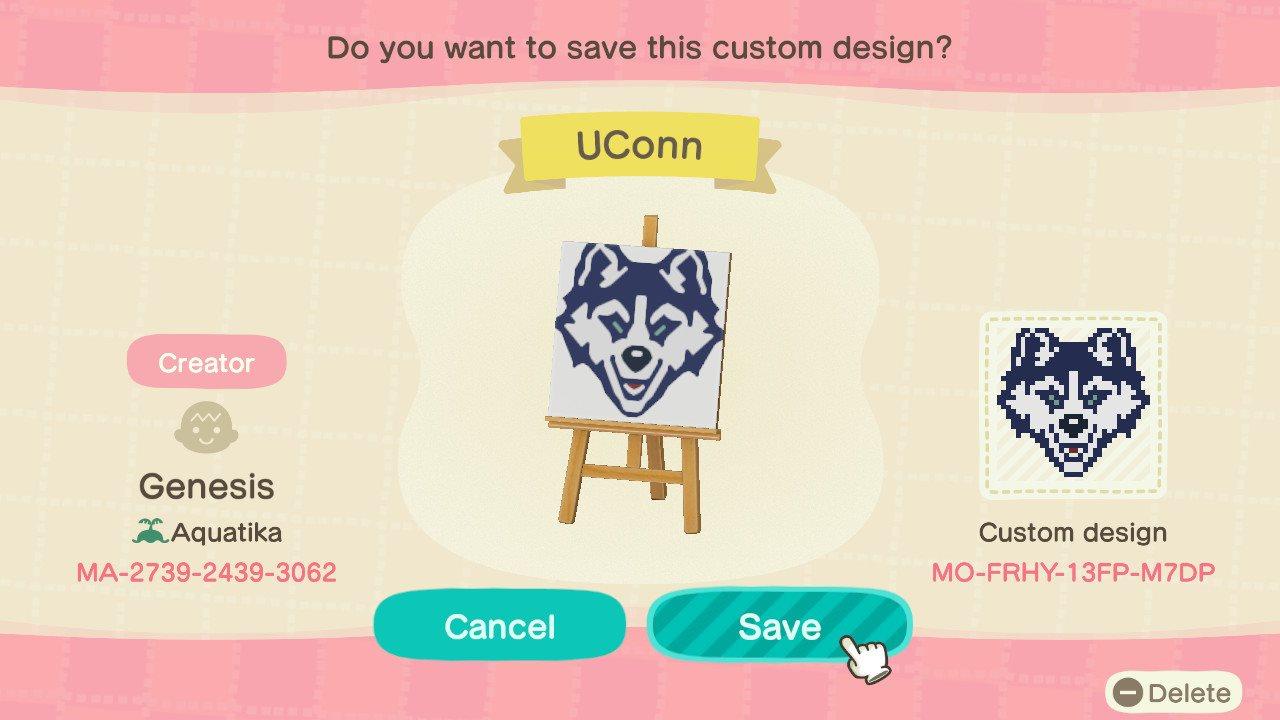 Do you want to save this custom design?
UConn
Creator
Genesis
Aquatika
MA-2739-2439-3062
Custom design
MO-FRHY-13FP-M7DP
Cancel
Save
Delete